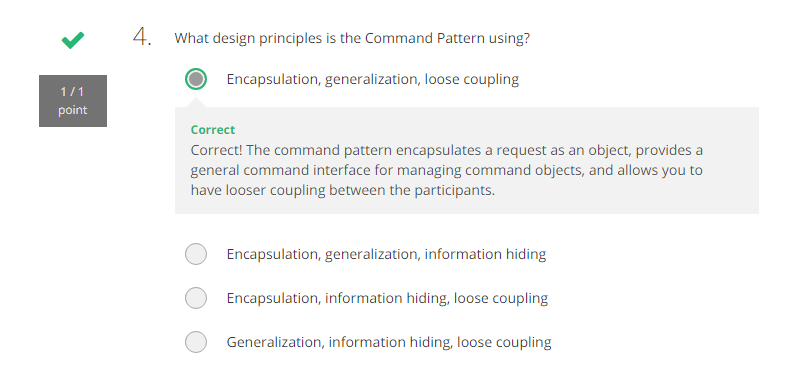 4. What design principles is the Command Pattern using?
1 / 1
point
Encapsulation, generalization, loose coupling
Correct
Correct! The command pattern encapsulates a request as an object, provides a
general command interface for managing command objects, and allows you to
have looser coupling between the participants.
Encapsulation, generalization, information hiding
Encapsulation, information hiding, loose coupling
Generalization, information hiding, loose coupling